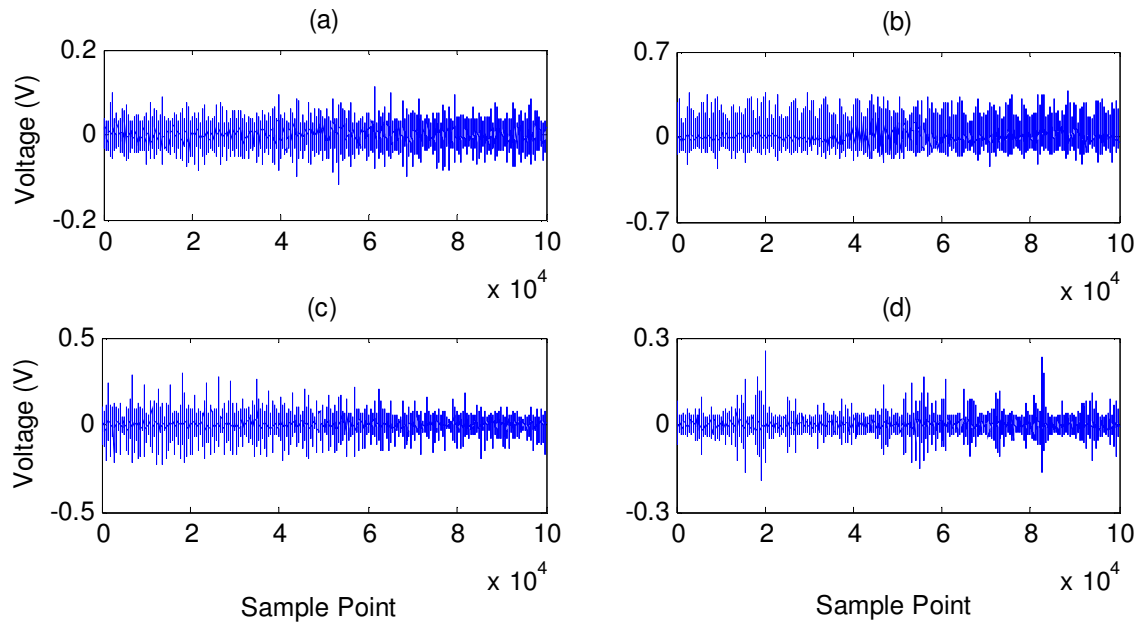 (a)
0.2
0
-0.2
Voltage (V)
0 2 4 6 8 10
x 10^4
(b)
0.7
0
-0.7
0 2 4 6 8 10
x 10^4
(c)
0.5
0
-0.5
Voltage (V)
0 2 4 6 8 10
x 10^4
Sample Point
(d)
0.3
0
-0.3
0 2 4 6 8 10
x 10^4
Sample Point